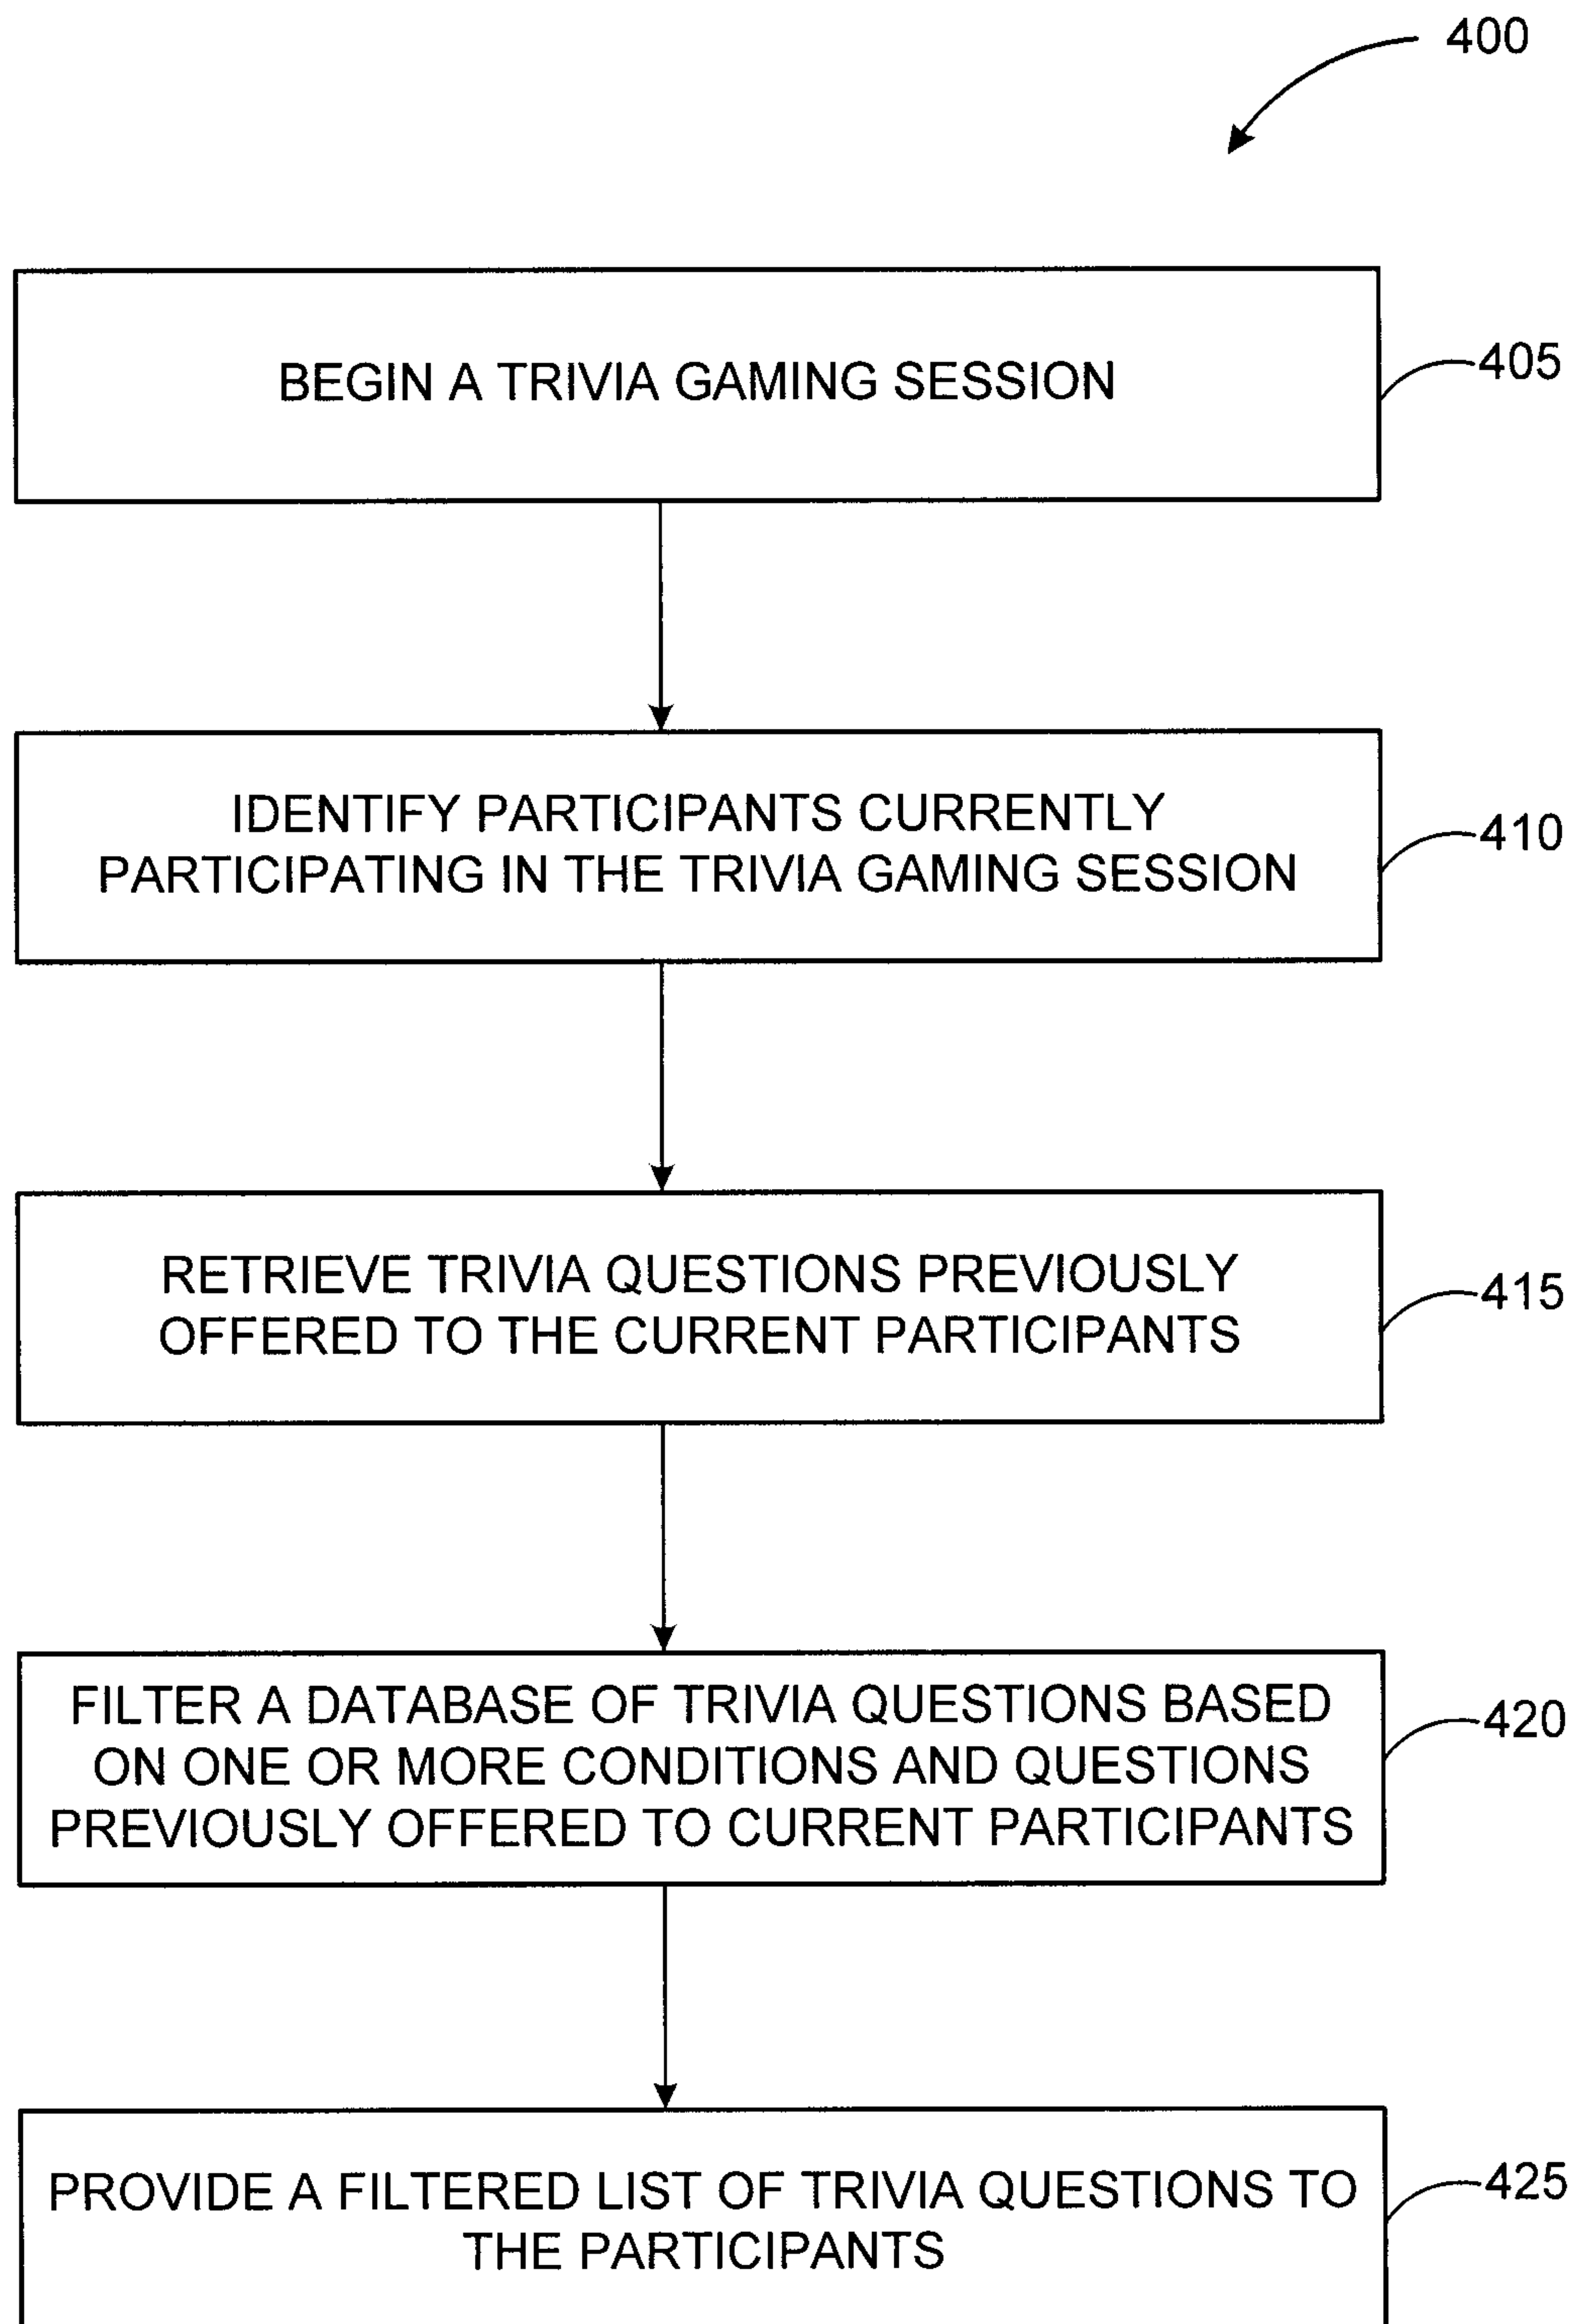 400
BEGIN A TRIVIA GAMING SESSION
405
IDENTIFY PARTICIPANTS CURRENTLY
PARTICIPATING IN THE TRIVIA GAMING SESSION
410
RETRIEVE TRIVIA QUESTIONS PREVIOUSLY
OFFERED TO THE CURRENT PARTICIPANTS
415
FILTER A DATABASE OF TRIVIA QUESTIONS BASED
ON ONE OR MORE CONDITIONS AND QUESTIONS
PREVIOUSLY OFFERED TO CURRENT PARTICIPANTS
420
PROVIDE A FILTERED LIST OF TRIVIA QUESTIONS TO
THE PARTICIPANTS
425